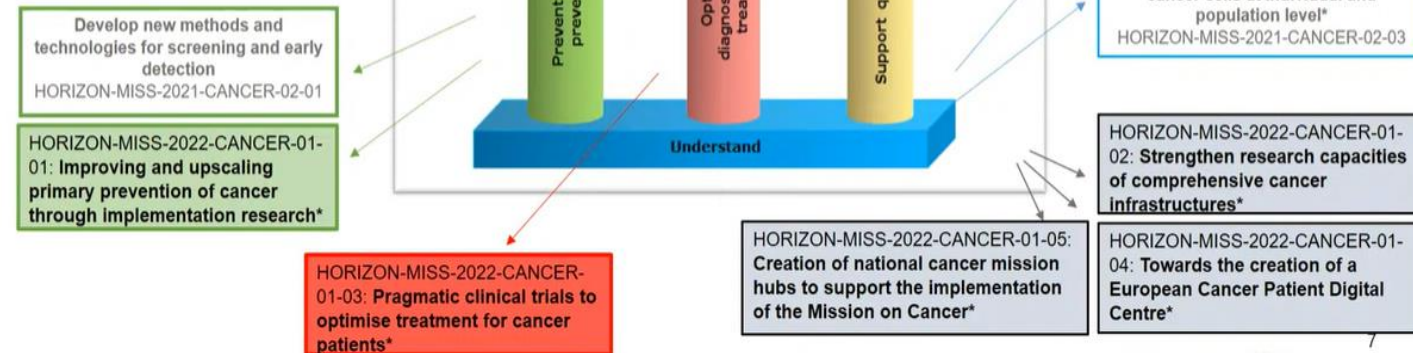 Develop new methods and
technologies for screening and early
detection
HORIZON-MISS-2021-CANCER-02-01
HORIZON-MISS-2022-CANCER-01-
01: Improving and upscaling
primary prevention of cancer
through implementation research*
Understand
HORIZON-MISS-2022-CANCER-
01-03: Pragmatic clinical trials to
optimise treatment for cancer
patients*
HORIZON-MISS-2022-CANCER-01-05:
Creation of national cancer mission
hubs to support the implementation
of the Mission on Cancer*
population level*
HORIZON-MISS-2021-CANCER-02-03
HORIZON-MISS-2022-CANCER-01-
02: Strengthen research capacities
of comprehensive cancer
infrastructures*
HORIZON-MISS-2022-CANCER-01-
04: Towards the creation of a
European Cancer Patient Digital
Centre*
Support
7